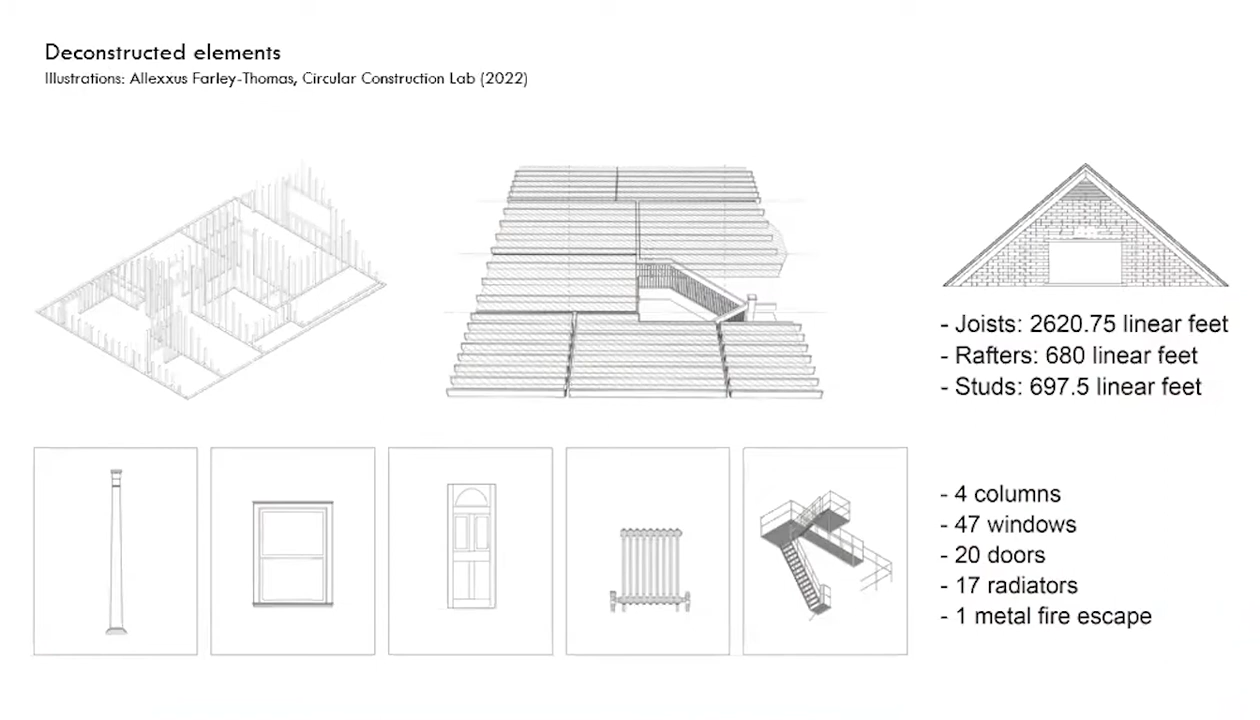 Deconstructed elements
Illustrations: Allexxus Farley-Thomas, Circular Construction Lab (2022)
- Joists: 2620.75 linear feet
- Rafters: 680 linear feet
- Studs: 697.5 linear feet
- 4 columns
- 47 windows
- 20 doors
- 17 radiators
- 1 metal fire escape